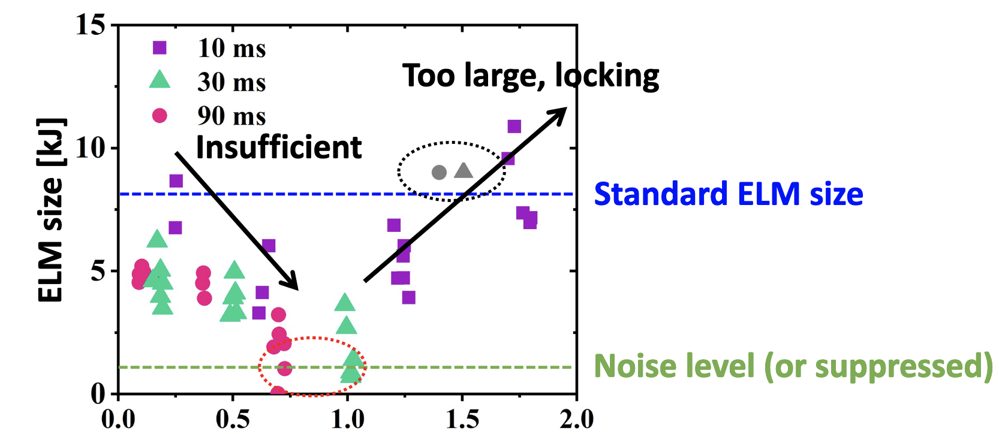 15
10 ms
30 ms
90 ms
Too large, locking
Insufficient
10
ELM size [kJ]
Standard ELM size
5
Noise level (or suppressed)
0
0.0 0.5 1.0 1.5 2.0